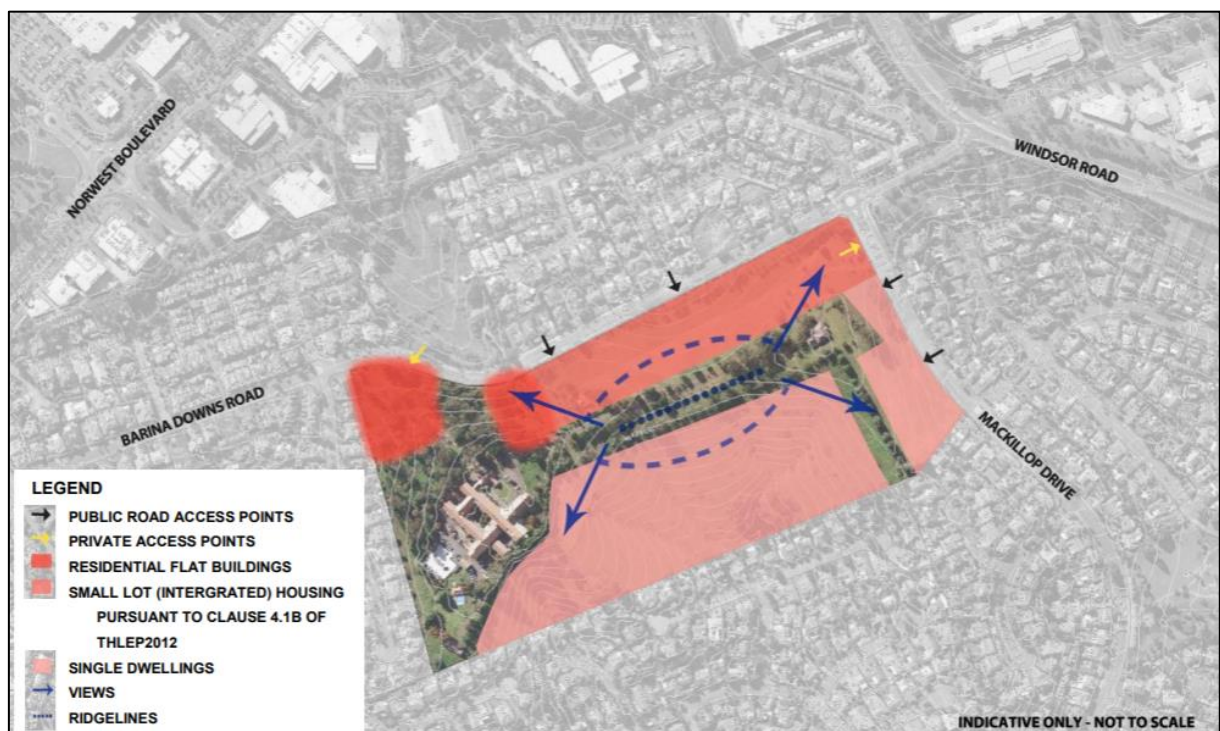 NORWEST BOULEVARD
WINDSOR ROAD
BARINA DOWNS ROAD
MACKILLOP DRIVE
LEGEND
PUBLIC ROAD ACCESS POINTS
PRIVATE ACCESS POINTS
RESIDENTIAL FLAT BUILDINGS
SMALL LOT (INTERGRATED) HOUSING
PURSUANT TO CLAUSE 4.1B OF
THLEP2012
SINGLE DWELLINGS
VIEWS
RIDGELINES
INDICATIVE ONLY - NOT TO SCALE